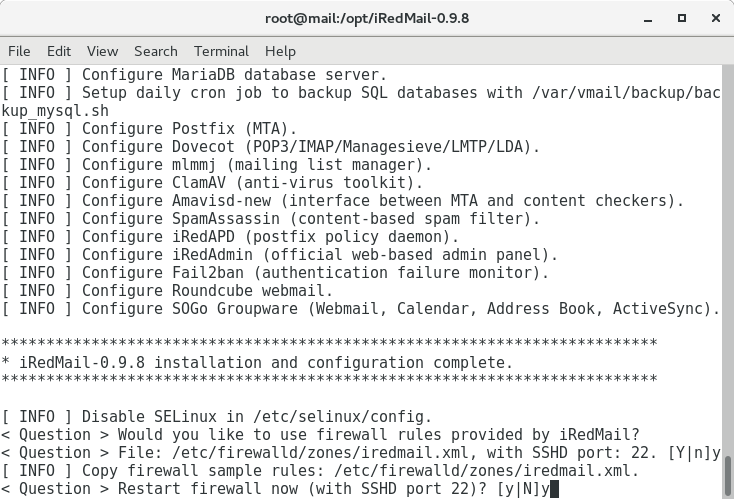 root@mail:/opt/iRedMail-0.9.8
File Edit View Search Terminal Help
[ INFO ] Configure MariaDB database server.
[ INFO ] Setup daily cron job to backup SQL databases with /var/vmail/backup/bac
kup_mysql.sh
[ INFO ] Configure Postfix (MTA).
[ INFO ] Configure Dovecot (POP3/IMAP/Managesieve/LMTP/LDA).
[ INFO ] Configure mlmmj (mailing list manager).
[ INFO ] Configure ClamAV (anti-virus toolkit).
[ INFO ] Configure Amavisd-new (interface between MTA and content checkers).
[ INFO ] Configure SpamAssassin (content-based spam filter).
[ INFO ] Configure iRedAPD (postfix policy daemon).
[ INFO ] Configure iRedAdmin (official web-based admin panel).
[ INFO ] Configure Fail2ban (authentication failure monitor).
[ INFO ] Configure Roundcube webmail.
[ INFO ] Configure SOGo Groupware (Webmail, Calendar, Address Book, ActiveSync).
*************************************************************************
* iRedMail-0.9.8 installation and configuration complete.
*************************************************************************
[ INFO ] Disable SELinux in /etc/selinux/config.
< Question > Would you like to use firewall rules provided by iRedMail?
< Question > File: /etc/firewalld/zones/iredmail.xml, with SSHD port: 22. [Y|n]y
[ INFO ] Copy firewall sample rules: /etc/firewalld/zones/iredmail.xml.
< Question > Restart firewall now (with SSHD port 22)? [y|N]y